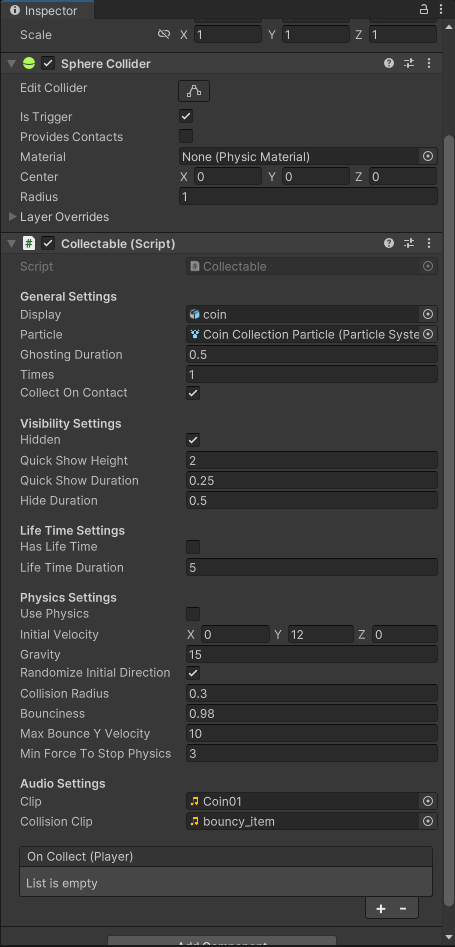 Inspector
Scale X 1 Y 1 Z 1
Sphere Collider
Edit Collider
Is Trigger
Provides Contacts
Material None (Physic Material)
Center X 0 Y 0 Z 0
Radius 1
Layer Overrides
# Collectable (Script)
Script # Collectable
General Settings
Display coin
Particle Coin Collection Particle (Particle Syste
Ghosting Duration 0.5
Times 1
Collect On Contact
Visibility Settings
Hidden
Quick Show Height 2
Quick Show Duration 0.25
Hide Duration 0.5
Life Time Settings
Has Life Time
Life Time Duration 5
Physics Settings
Use Physics
Initial Velocity X 0 Y 12 Z 0
Gravity 15
Randomize Initial Direction
Collision Radius 0.3
Bounciness 0.98
Max Bounce Y Velocity 10
Min Force To Stop Physics 3
Audio Settings
Clip Coin01
Collision Clip bouncy_item
On Collect (Player)
List is empty
+ -
Add Component